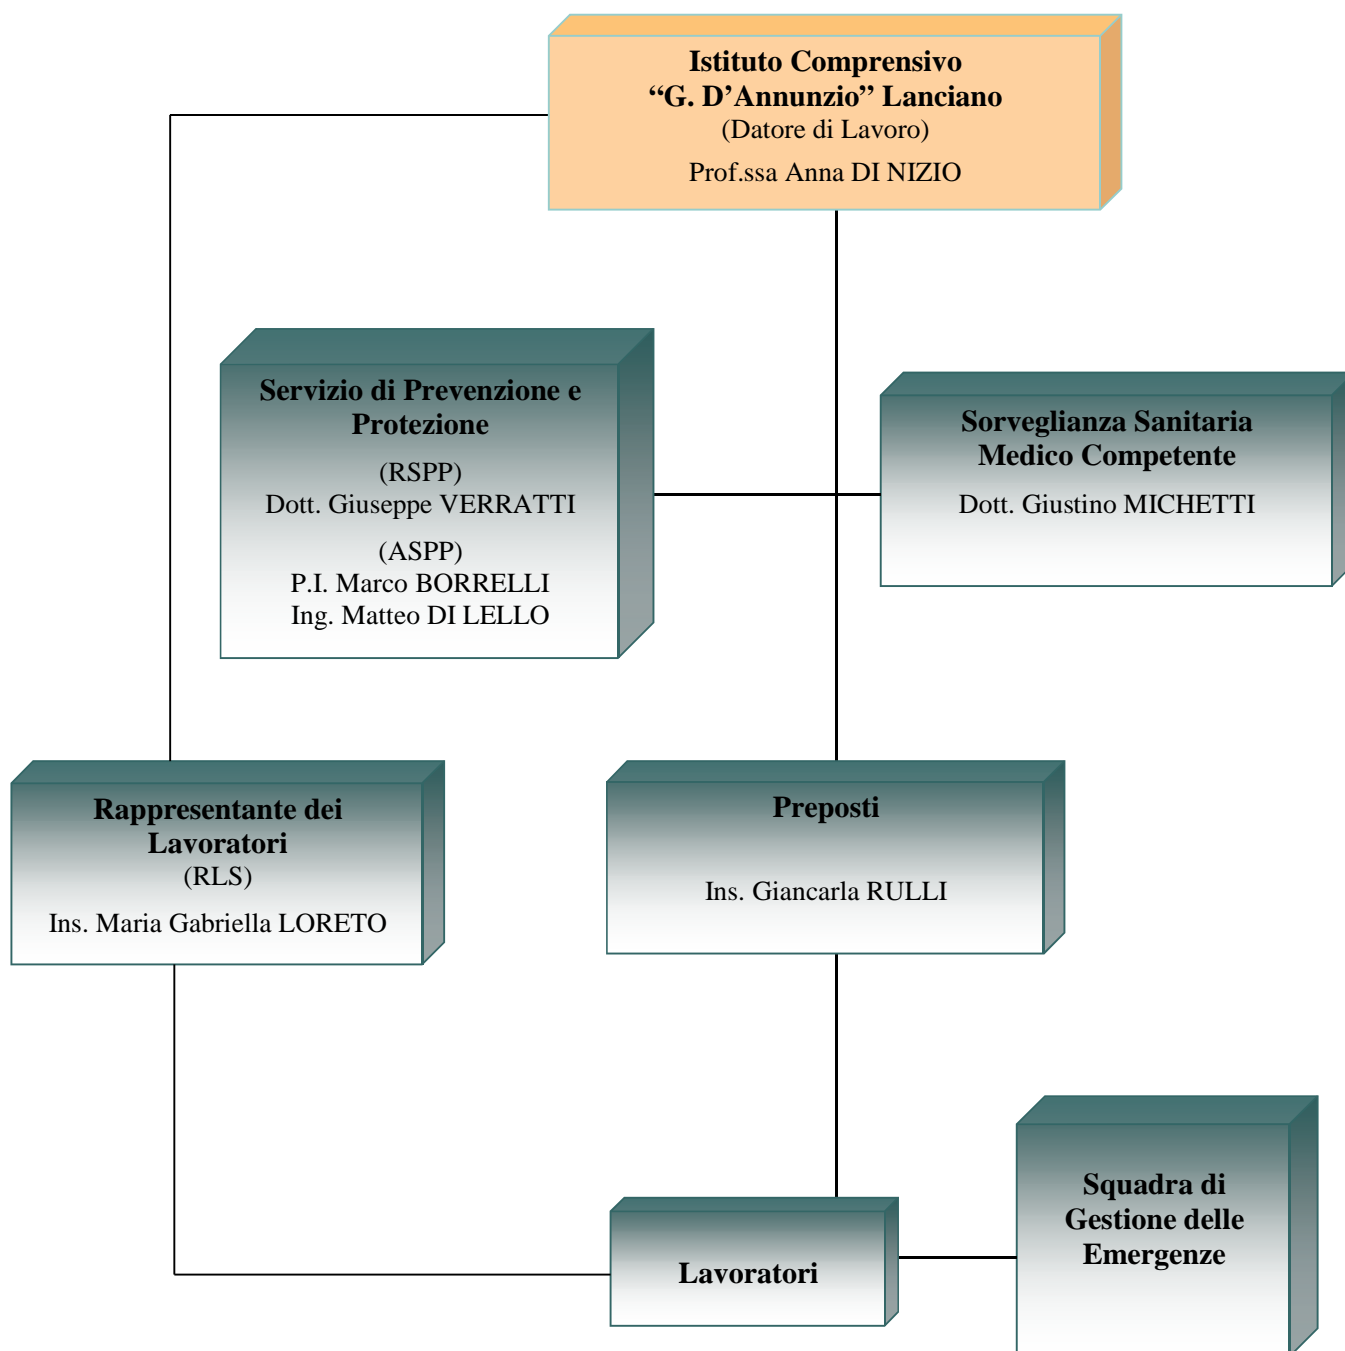 Istituto Comprensivo
“G. D’Annunzio” Lanciano
(Datore di Lavoro)
Prof.ssa Anna DI NIZIO
Servizio di Prevenzione e
Protezione
(RSPP)
Dott. Giuseppe VERRATTI
(ASPP)
P.I. Marco BORRELLI
Ing. Matteo DI LELLO
Sorveglianza Sanitaria
Medico Competente
Dott. Giustino MICHETTI
Rappresentante dei
Lavoratori
(RLS)
Ins. Maria Gabriella LORETO
Preposti
Ins. Giancarla RULLI
Lavoratori
Squadra di
Gestione delle
Emergenze